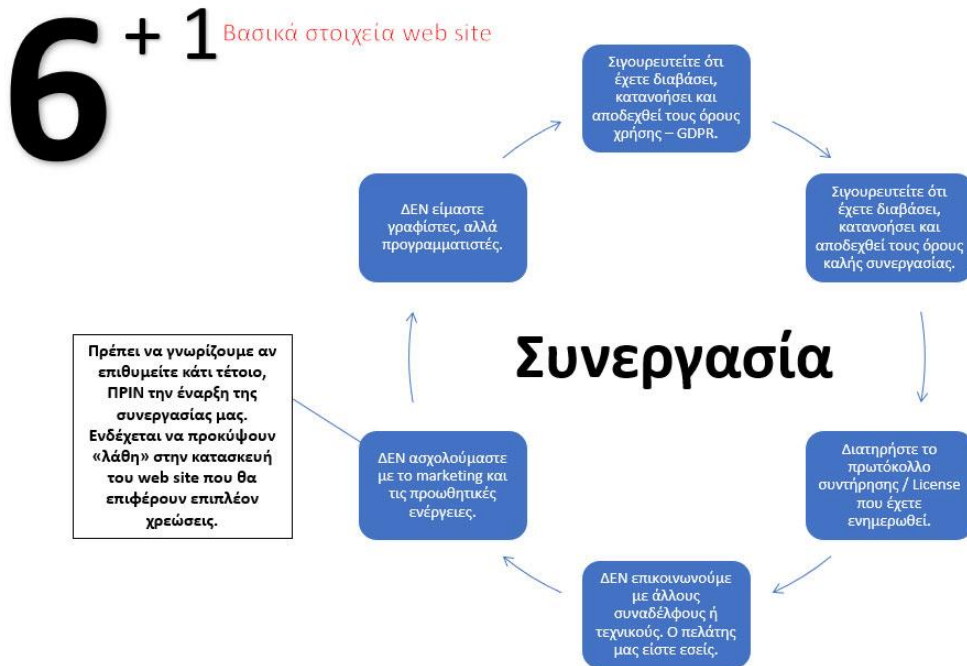 6 + 1 Βασικά στοιχεία web site
Σιγουρευτείτε ότι
έχετε διαβάσει,
κατανοήσει και
αποδεχθεί τους όρους
χρήσης – GDPR.
Σιγουρευτείτε ότι
έχετε διαβάσει,
κατανοήσει και
αποδεχθεί τους όρους
καλής συνεργασίας.
Διατηρήστε το
πρωτόκολλο
συντήρησης / License
που έχετε
ενημερωθεί.
ΔΕΝ επικοινωνούμε
με άλλους
συναδέλφους ή
τεχνικούς. Ο πελάτης
μας είστε εσείς.
ΔΕΝ ασχολούμαστε
με το marketing και
τις προωθητικές
ενέργειες.
Πρέπει να γνωρίζουμε αν
επιθυμείτε κάτι τέτοιο,
ΠΡΙΝ την έναρξη της
συνεργασίας μας.
Ενδέχεται να προκύψουν
«λάθη» στην κατασκευή
του web site που θα
επιφέρουν επιπλέον
χρεώσεις.
ΔΕΝ είμαστε
γραφίστες, αλλά
προγραμματιστές.
Συνεργασία